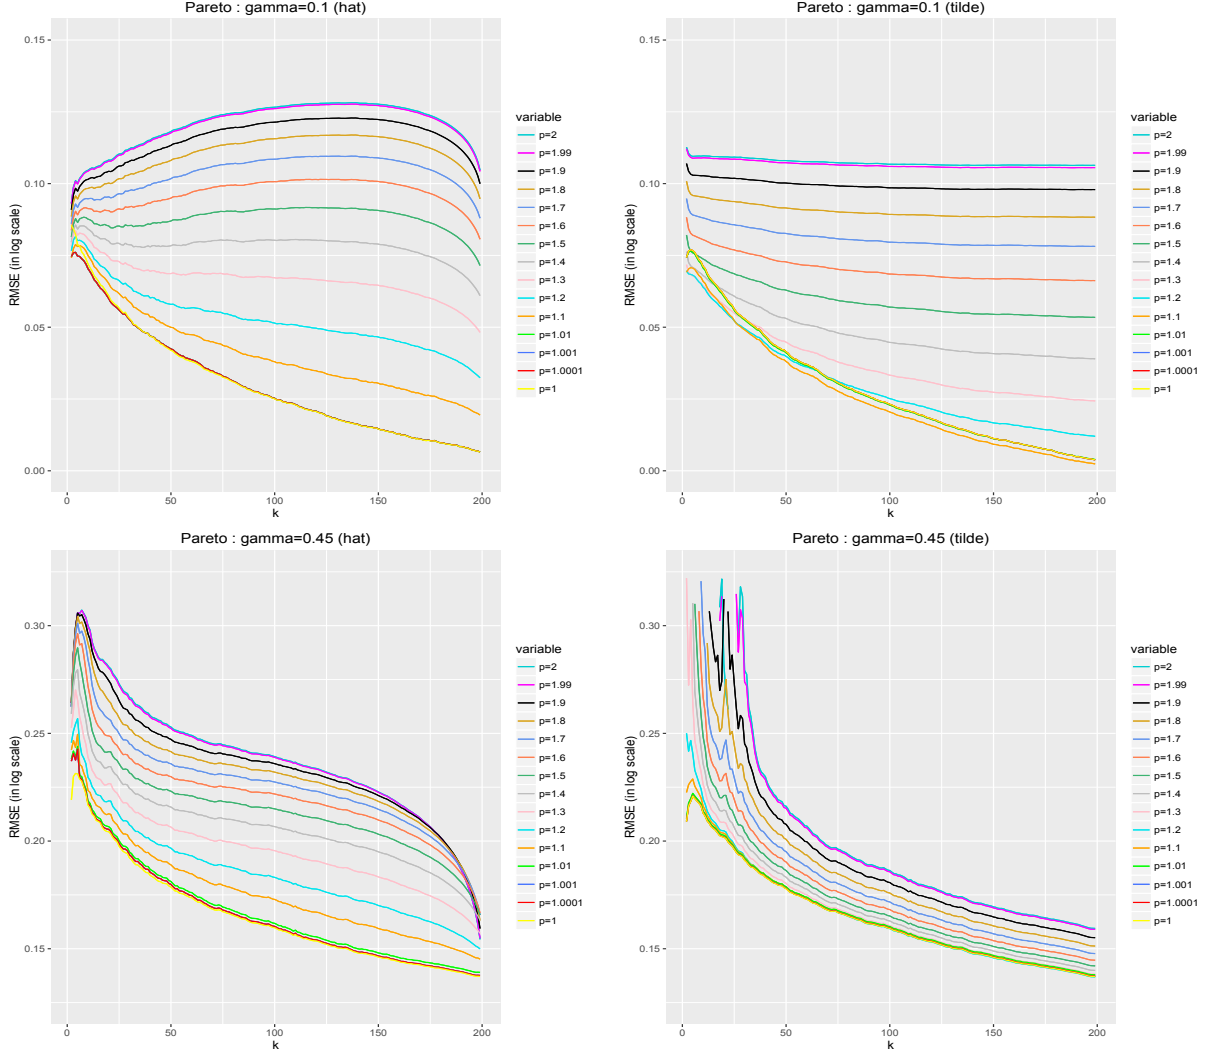 Pareto : gamma=0.1 (hat)
RMSE (in log scale)
0.15
0.10
0.05
0.00
0
50
100
150
200
k
variable
p=2
p=1.99
p=1.9
p=1.8
p=1.7
p=1.6
p=1.5
p=1.4
p=1.3
p=1.2
p=1.1
p=1.01
p=1.001
p=1.0001
p=1
Pareto : gamma=0.1 (tilde)
RMSE (in log scale)
0.15
0.10
0.05
0.00
0
50
100
150
200
k
variable
p=2
p=1.99
p=1.9
p=1.8
p=1.7
p=1.6
p=1.5
p=1.4
p=1.3
p=1.2
p=1.1
p=1.01
p=1.001
p=1.0001
p=1
Pareto : gamma=0.45 (hat)
RMSE (in log scale)
0.30
0.25
0.20
0.15
0
50
100
150
200
k
variable
p=2
p=1.99
p=1.9
p=1.8
p=1.7
p=1.6
p=1.5
p=1.4
p=1.3
p=1.2
p=1.1
p=1.01
p=1.001
p=1.0001
p=1
Pareto : gamma=0.45 (tilde)
RMSE (in log scale)
0.30
0.25
0.20
0.15
0
50
100
150
200
k
variable
p=2
p=1.99
p=1.9
p=1.8
p=1.7
p=1.6
p=1.5
p=1.4
p=1.3
p=1.2
p=1.1
p=1.01
p=1.001
p=1.0001
p=1